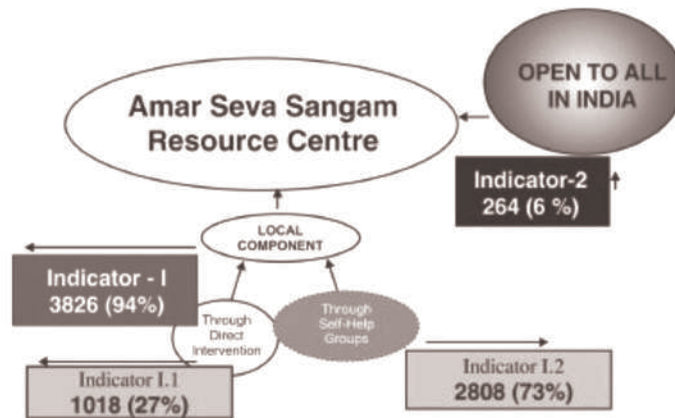 OPEN TO ALL
IN INDIA
Amar Seva Sangam
Resource Centre
Indicator-2
264 (6 %)
LOCAL
COMPONENT
Indicator - I
3826 (94%)
Through
Direct
Intervention
Through
Self-Help
Groups
Indicator I.1
1018 (27%)
Indicator I.2
2808 (73%)